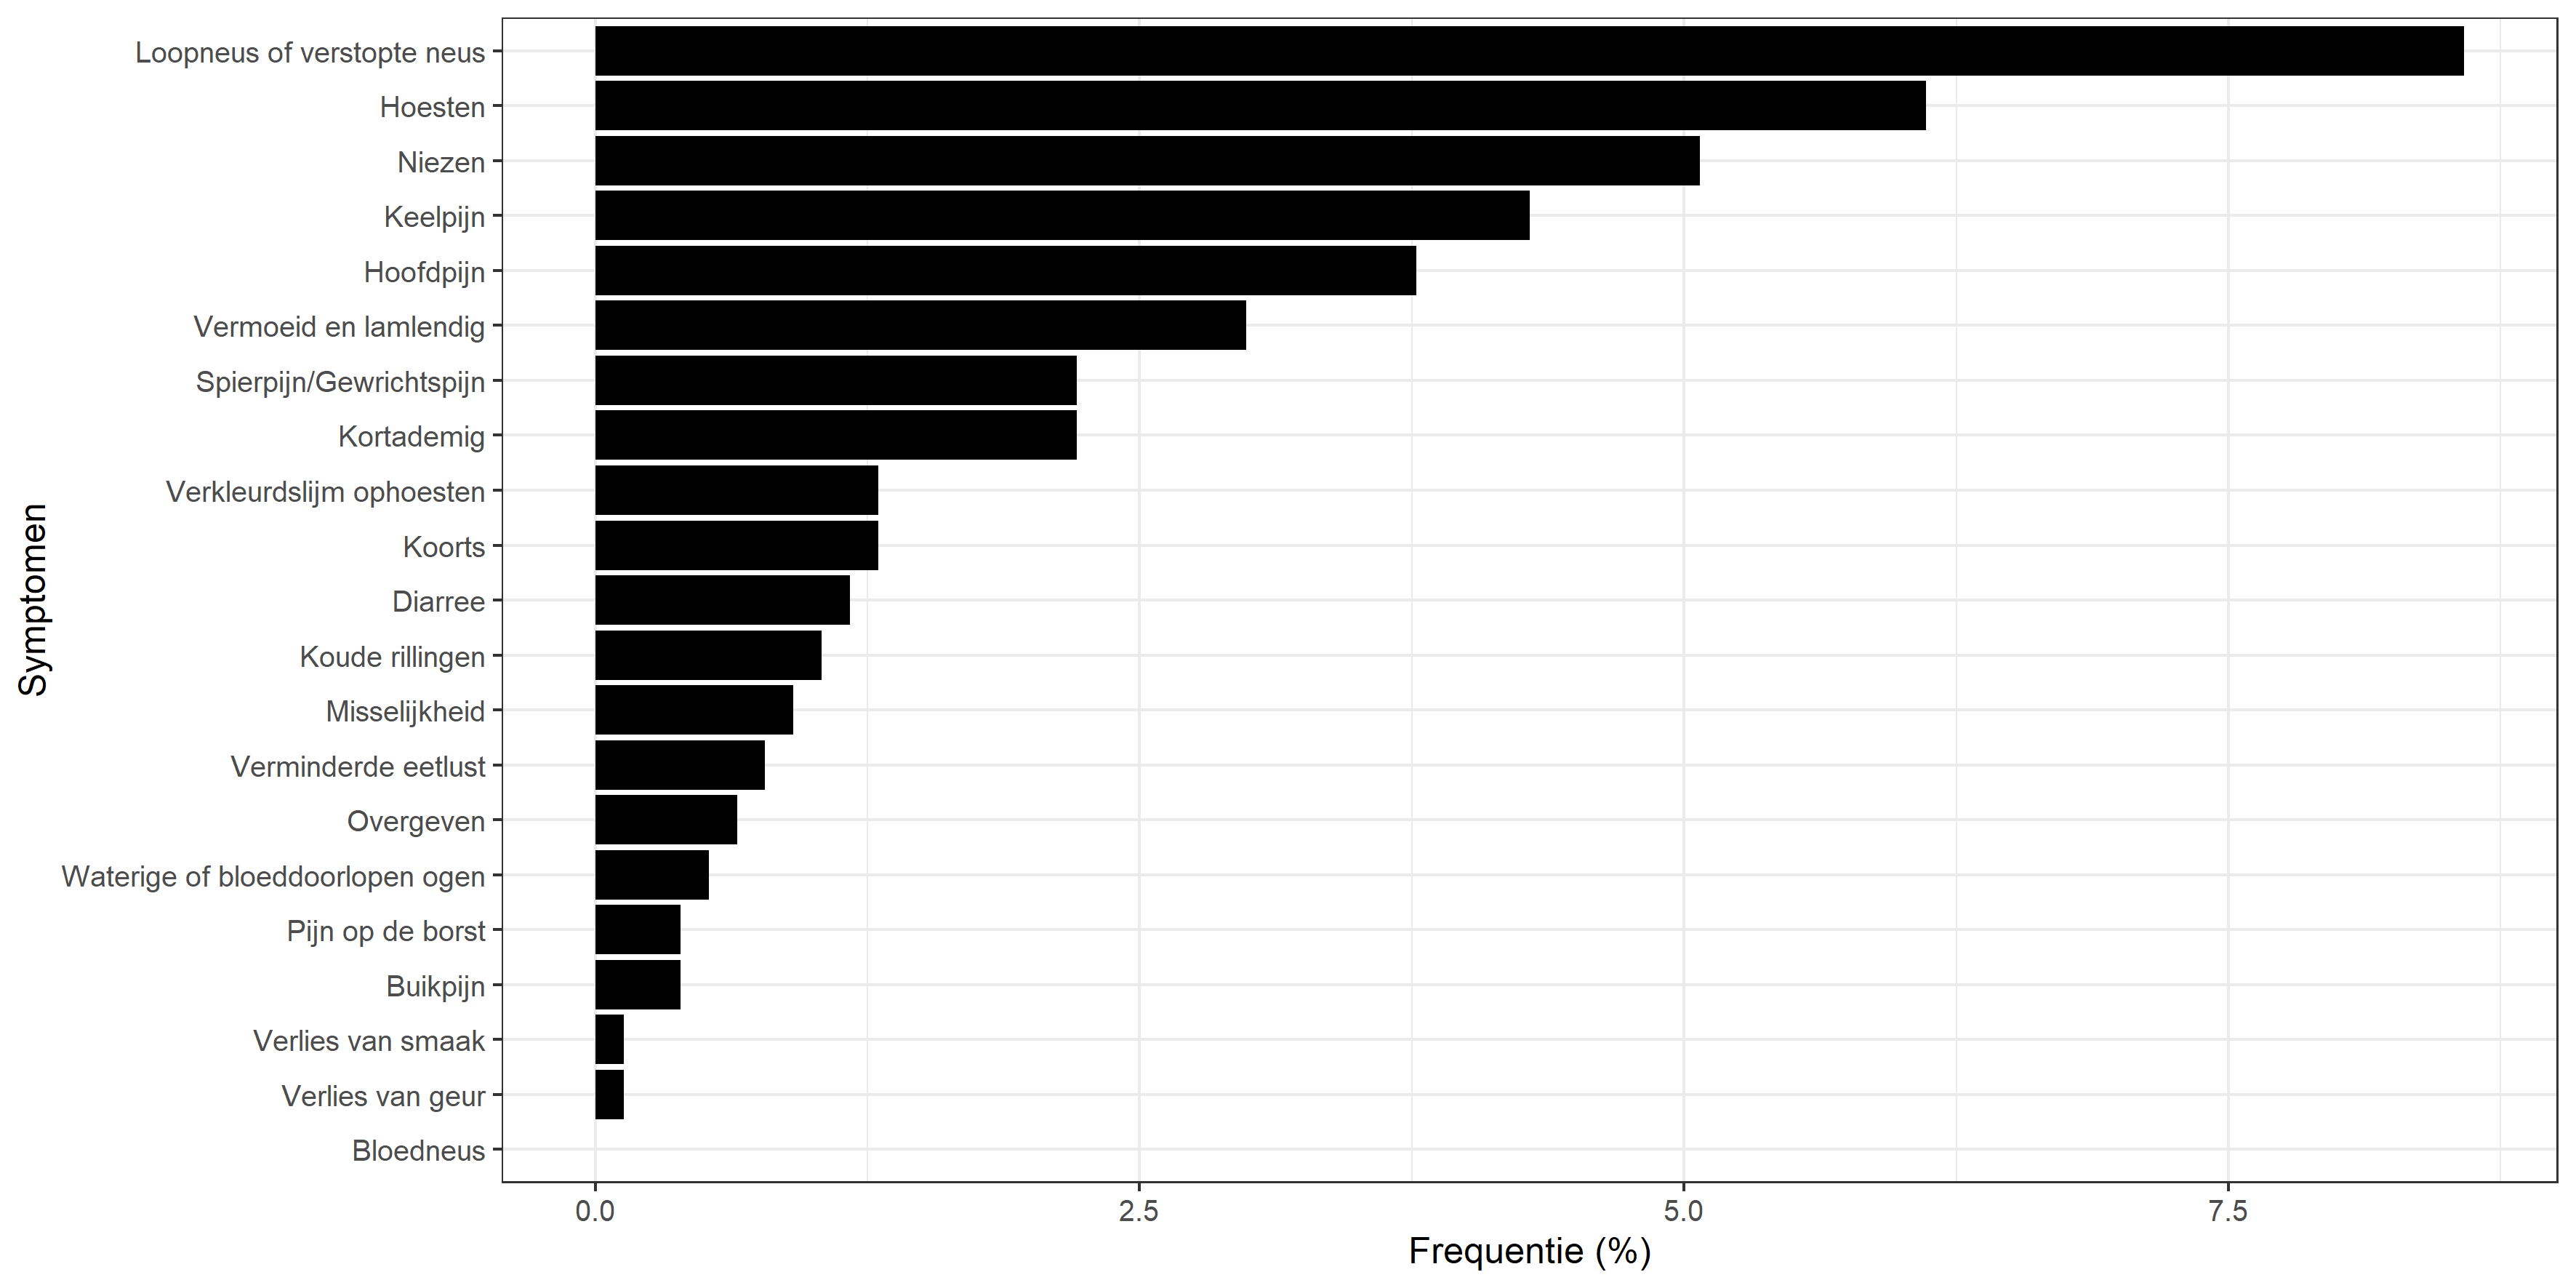 Symptomen
Loopneus of verstopte neus
Hoesten
Niezen
Keelpijn
Hoofdpijn
Vermoeid en lamlendig
Spierpijn/Gewrichtspijn
Kortademig
Verkleurdslijm ophoesten
Koorts
Diarree
Koude rillingen
Misselijkheid
Verminderde eetlust
Overgeven
Waterige of bloeddoorlopen ogen
Pijn op de borst
Buikpijn
Verlies van smaak
Verlies van geur
Bloedneus
0.0 2.5 5.0 7.5
Frequentie (%)